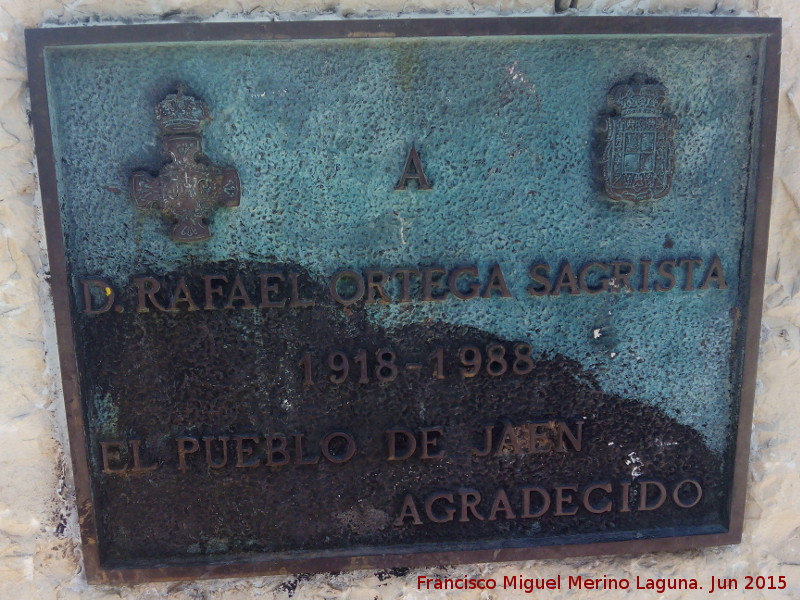 A
D. RAFAEL ORTEGA SAGRISTA
1918-1988
EL PUEBLO DE JAEN
AGRADECIDO
Francisco Miguel Merino Laguna. Jun 2015